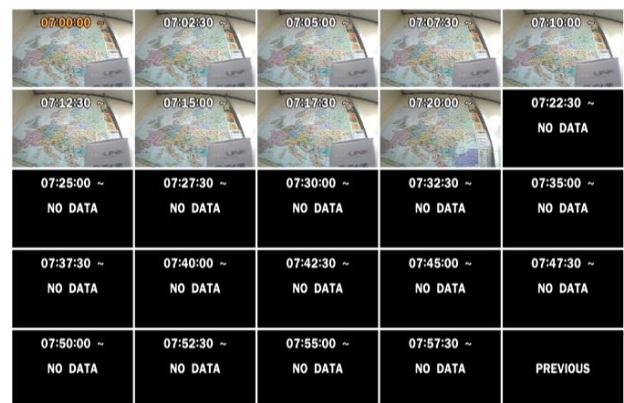 07:00:00 ~
07:02:30 ~
07:05:00 ~
07:07:30 ~
07:10:00 ~
07:12:30 ~
07:15:00 ~
07:17:30 ~
07:20:00 ~
07:22:30 ~
NO DATA
07:25:00 ~
NO DATA
07:27:30 ~
NO DATA
07:30:00 ~
NO DATA
07:32:30 ~
NO DATA
07:35:00 ~
NO DATA
07:37:30 ~
NO DATA
07:40:00 ~
NO DATA
07:42:30 ~
NO DATA
07:45:00 ~
NO DATA
07:47:30 ~
NO DATA
07:50:00 ~
NO DATA
07:52:30 ~
NO DATA
07:55:00 ~
NO DATA
07:57:30 ~
NO DATA
PREVIOUS